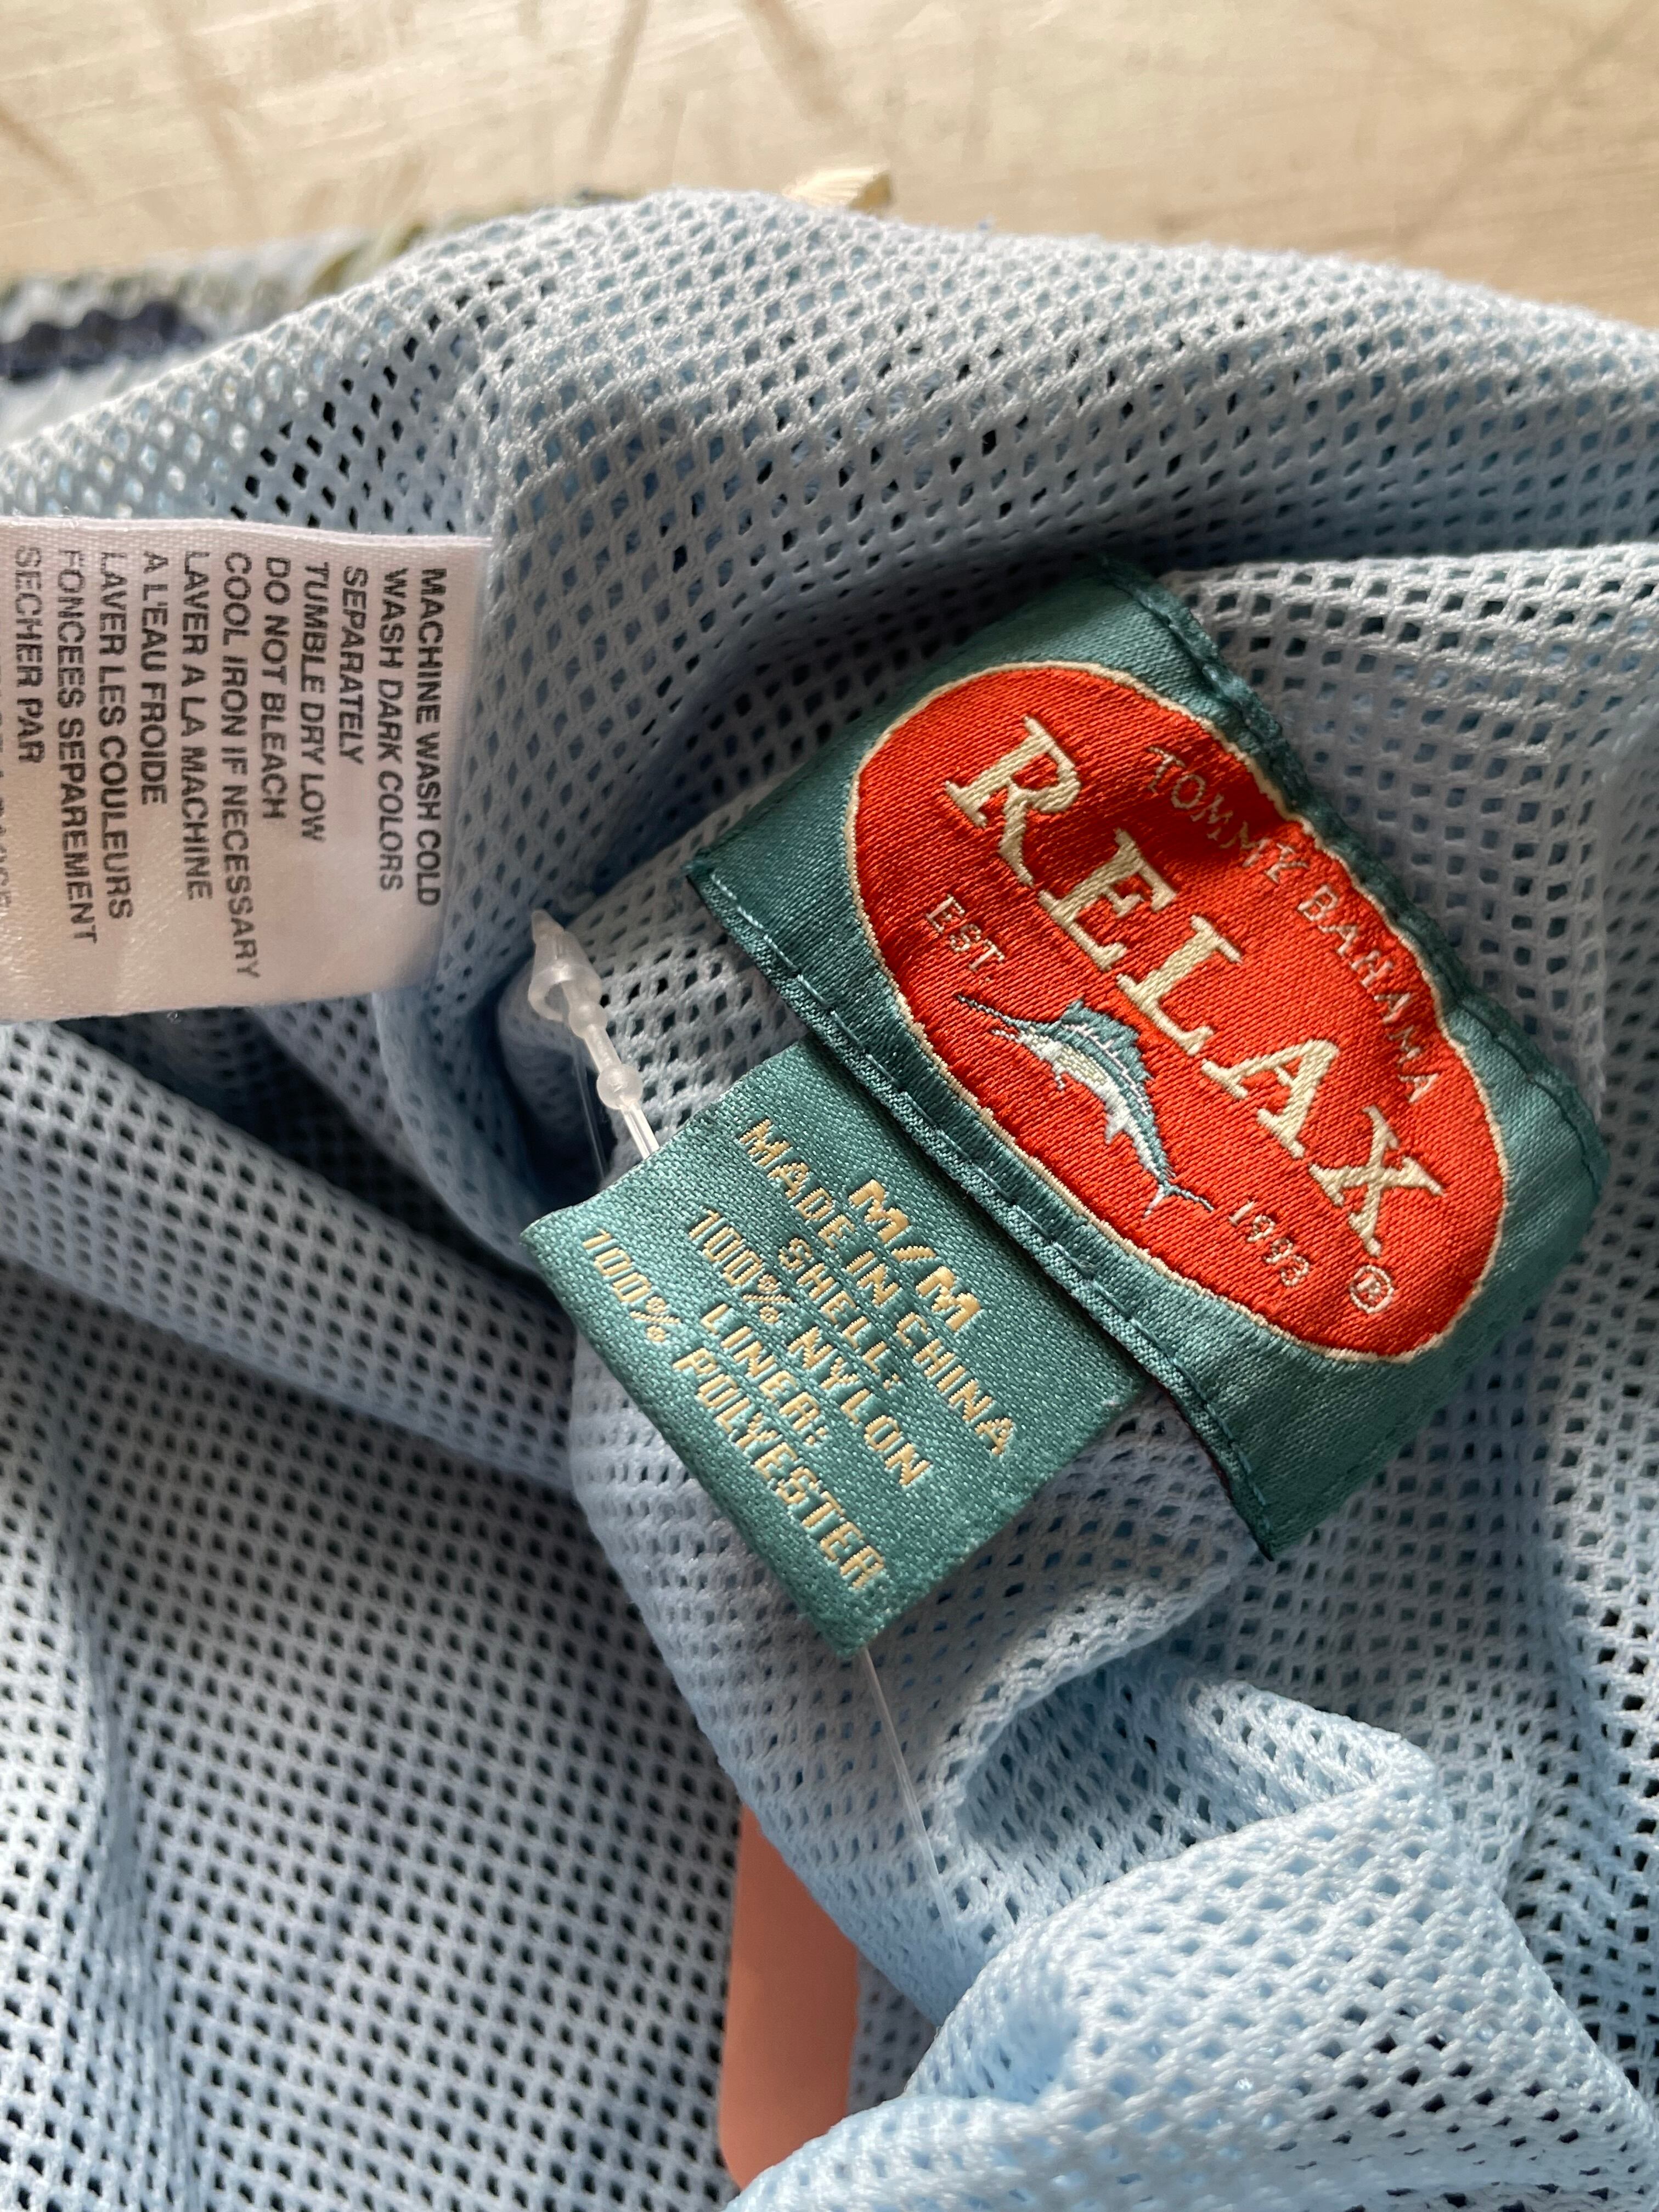 MACHINE WASH COLD
WASH DARK COLORS
SEPARATELY
TUMBLE DRY LOW
DO NOT BLEACH
COOL IRON IF NECESSARY
LAVER A LA MACHINE
A L'EAU FROIDE
LAVER LES COULEURS
FONCEES SEPAREMENT
SECHER PAR
TOMMY BAHAMA
RELAX
EST. 1993 ®
M/M
MADE IN CHINA
SHELL:
100% NYLON
LINER:
100% POLYESTER